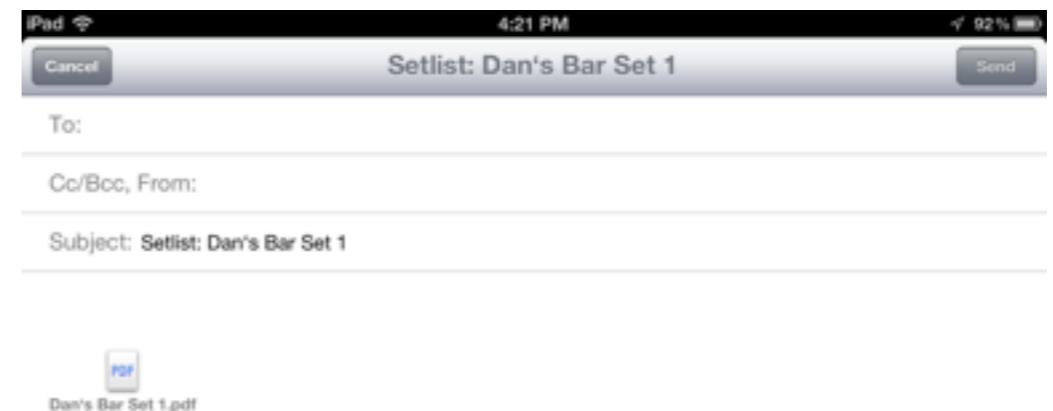 iPad 4:21 PM 92%
Cancel Setlist: Dan's Bar Set 1 Send
To:
Cc/Bcc, From:
Subject: Setlist: Dan's Bar Set 1
PDF
Dan's Bar Set 1.pdf